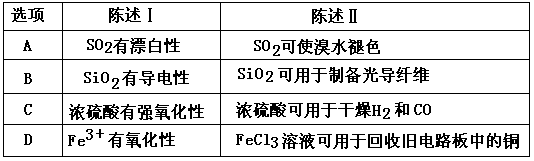 选项 陈述Ⅰ 陈述Ⅱ
A SO2有漂白性 SO2可使溴水褪色
B SiO2有导电性 SiO2可用于制备光导纤维
C 浓硫酸有强氧化性 浓硫酸可用于干燥H2和CO
D Fe3+有氧化性 FeCl3溶液可用于回收旧电路板中的铜